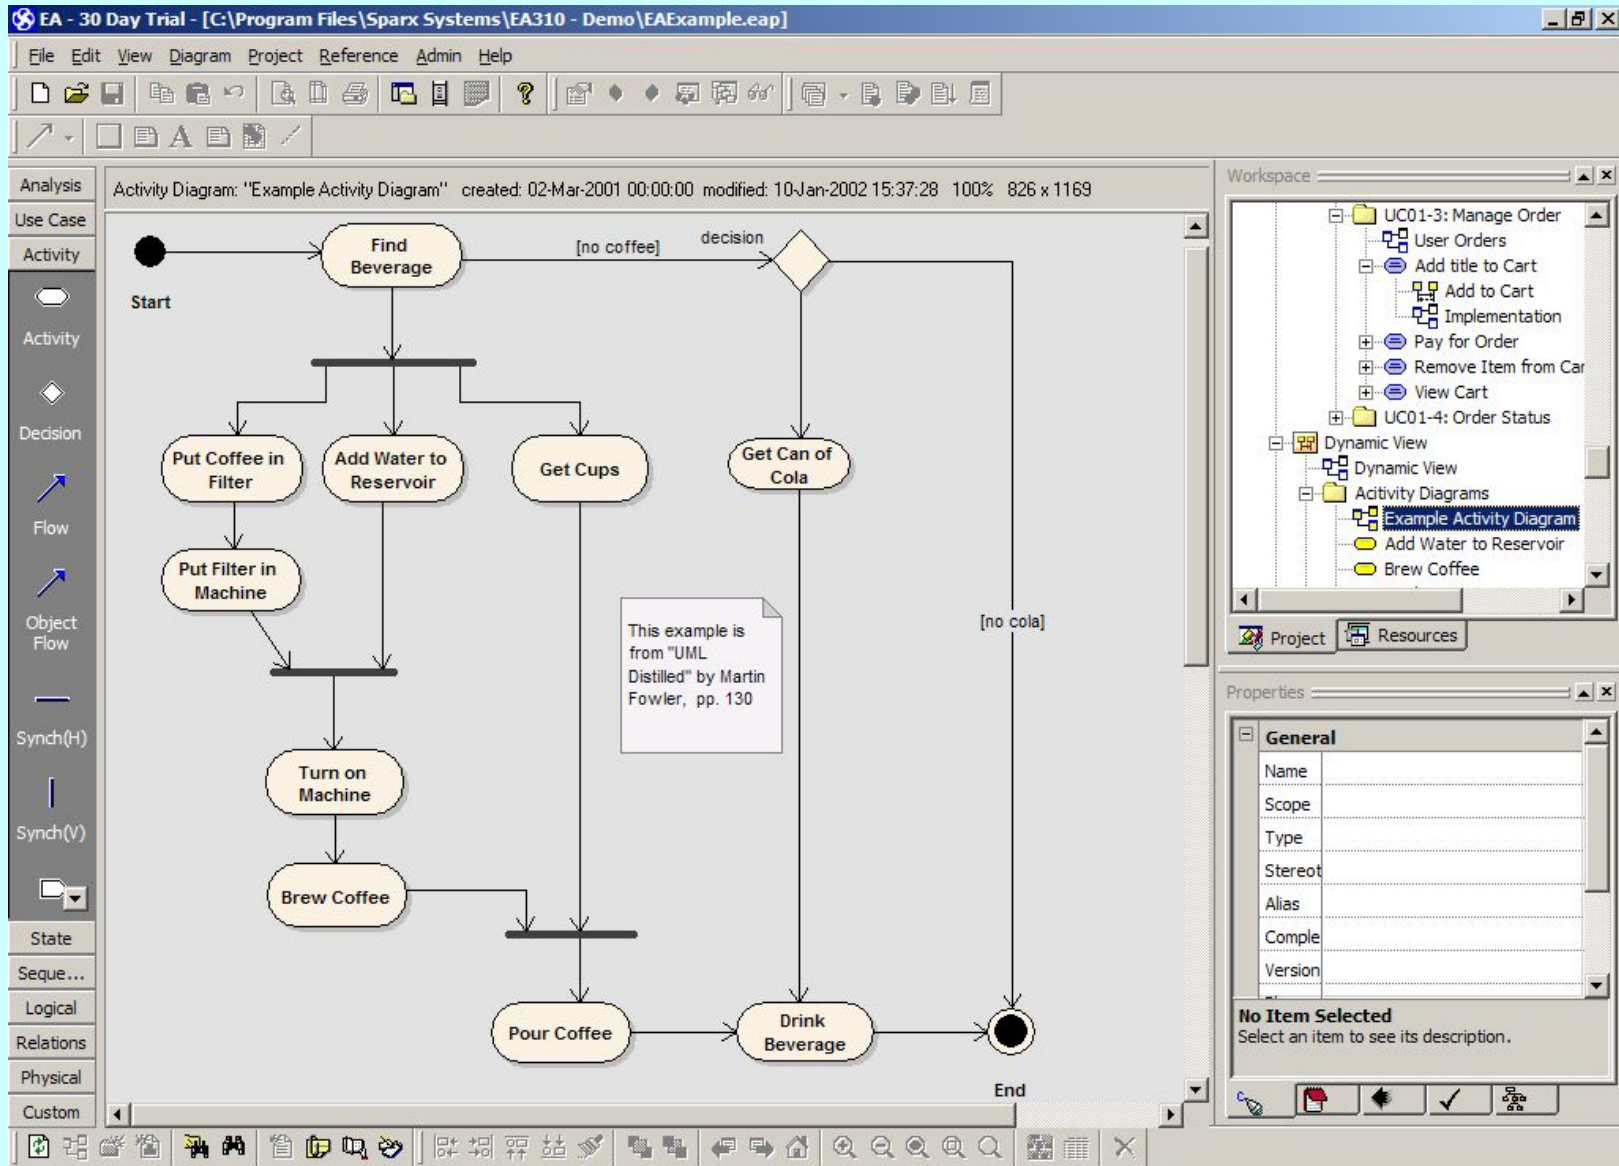 EA - 30 Day Trial - [C:\Program Files\Sparx Systems\EA310 - Demo\EAExample.eap]
File Edit View Diagram Project Reference Admin Help
Analysis
Use Case
Activity
Activity
Decision
Flow
Object
Flow
Synch(H)
Synch(V)
State
Seque...
Logical
Relations
Physical
Custom
Activity Diagram: "Example Activity Diagram" created: 02-Mar-2001 00:00:00 modified: 10-Jan-2002 15:37:28 100% 826 x 1169
Start
Find
Beverage
[no coffee]
decision
Put Coffee in
Filter
Add Water to
Reservoir
Get Cups
Get Can of
Cola
Put Filter in
Machine
This example is
from "UML
Distilled" by Martin
Fowler, pp. 130
[no cola]
Turn on
Machine
Brew Coffee
Pour Coffee
Drink
Beverage
End
Workspace
UC01-3: Manage Order
User Orders
Add title to Cart
Add to Cart
Implementation
Pay for Order
Remove Item from Car
View Cart
UC01-4: Order Status
Dynamic View
Dynamic View
Acitivity Diagrams
Example Activity Diagram
Add Water to Reservoir
Brew Coffee
Project Resources
Properties
General
Name
Scope
Type
Stereot
Alias
Comple
Version
No Item Selected
Select an item to see its description.